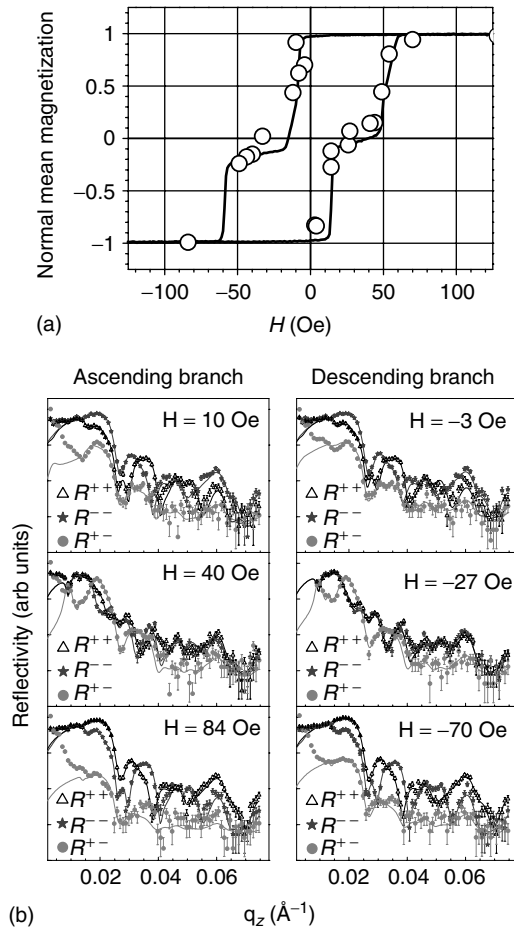 Normal mean magnetization
1
0.5
0
−0.5
−1
−100 −50 0 50 100
H (Oe)
(a)
Ascending branch Descending branch
Reflectivity (arb units)
H = 10 Oe
△ R++
★ R−−
● R+−
H = −3 Oe
△ R++
★ R−−
● R+−
H = 40 Oe
△ R++
★ R−−
● R+−
H = −27 Oe
△ R++
★ R−−
● R+−
H = 84 Oe
△ R++
★ R−−
● R+−
H = −70 Oe
△ R++
★ R−−
● R+−
0.02 0.04 0.06 0.02 0.04 0.06
(b) qz (Å−1)